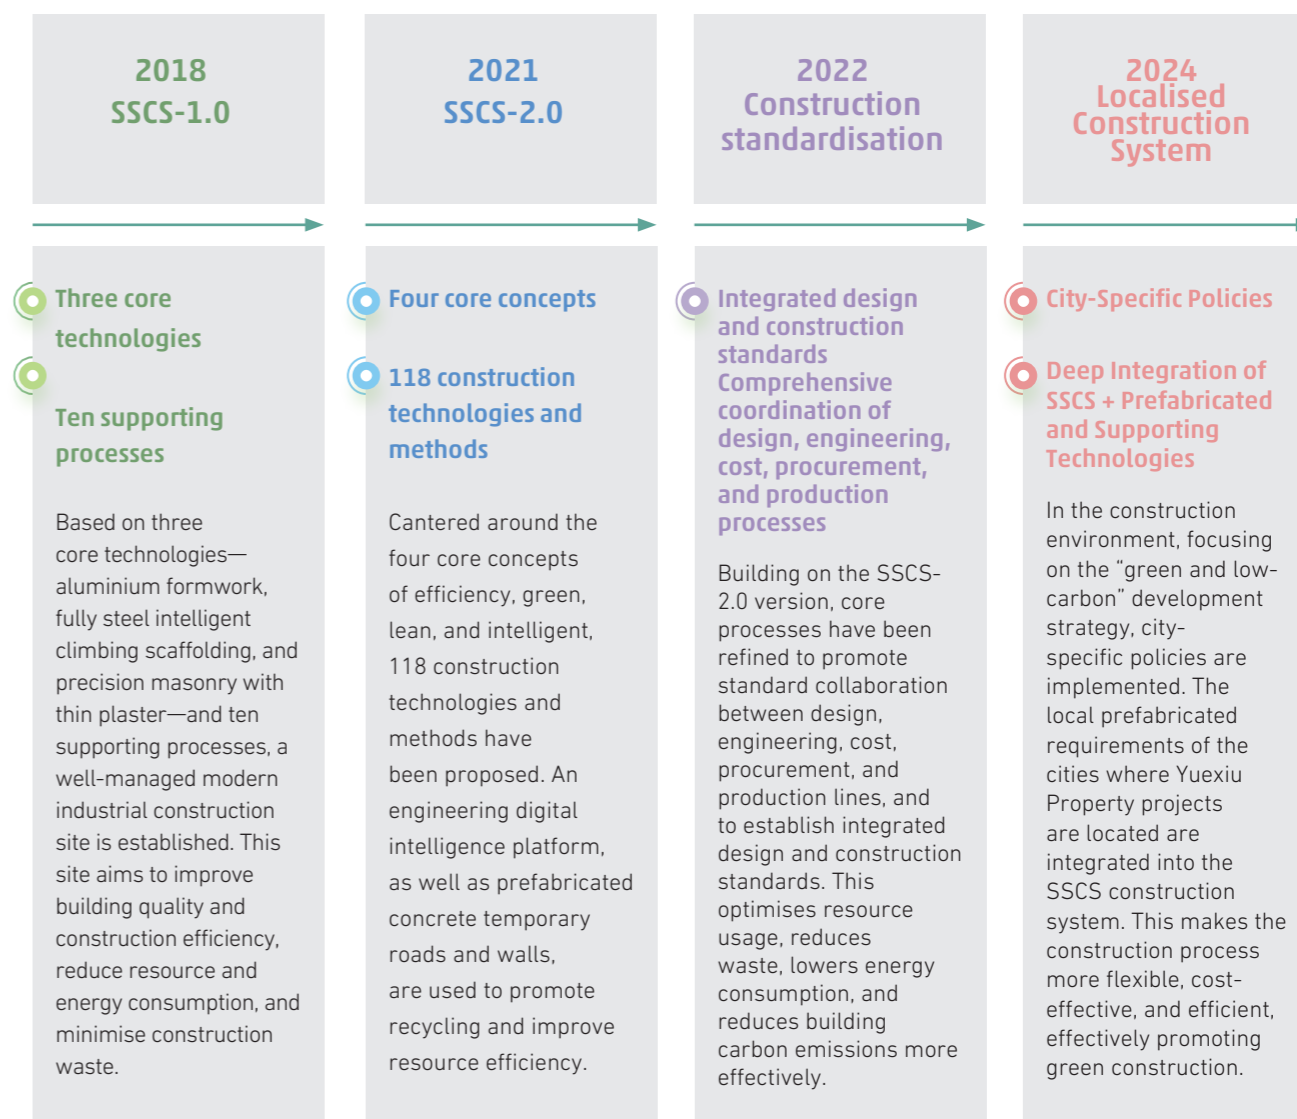 2018
SSCS-1.0
Three core
technologies
Ten supporting
processes
Based on three
core technologies—
aluminium formwork,
fully steel intelligent
climbing scaffolding, and
precision masonry with
thin plaster—and ten
supporting processes, a
well-managed modern
industrial construction
site is established. This
site aims to improve
building quality and
construction efficiency,
reduce resource and
energy consumption, and
minimise construction
waste.
2021
SSCS-2.0
Four core concepts
118 construction
technologies and
methods
Cantered around the
four core concepts
of efficiency, green,
lean, and intelligent,
118 construction
technologies and
methods have
been proposed. An
engineering digital
intelligence platform,
as well as prefabricated
concrete temporary
roads and walls,
are used to promote
recycling and improve
resource efficiency.
2022
Construction
standardisation
Integrated design
and construction
standards
Comprehensive
coordination of
design, engineering,
cost, procurement,
and production
processes
Building on the SSCS-
2.0 version, core
processes have been
refined to promote
standard collaboration
between design,
engineering, cost,
procurement, and
production lines, and
to establish integrated
design and construction
standards. This
optimises resource
usage, reduces
waste, lowers energy
consumption, and
reduces building
carbon emissions more
effectively.
2024
Localised
Construction
System
City-Specific Policies
Deep Integration of
SSCS + Prefabricated
and Supporting
Technologies
In the construction
environment, focusing
on the “green and low-
carbon” development
strategy, city-
specific policies are
implemented. The
local prefabricated
requirements of the
cities where Yuexiu
Property projects
are located are
integrated into the
SSCS construction
system. This makes the
construction process
more flexible, cost-
effective, and efficient,
effectively promoting
green construction.